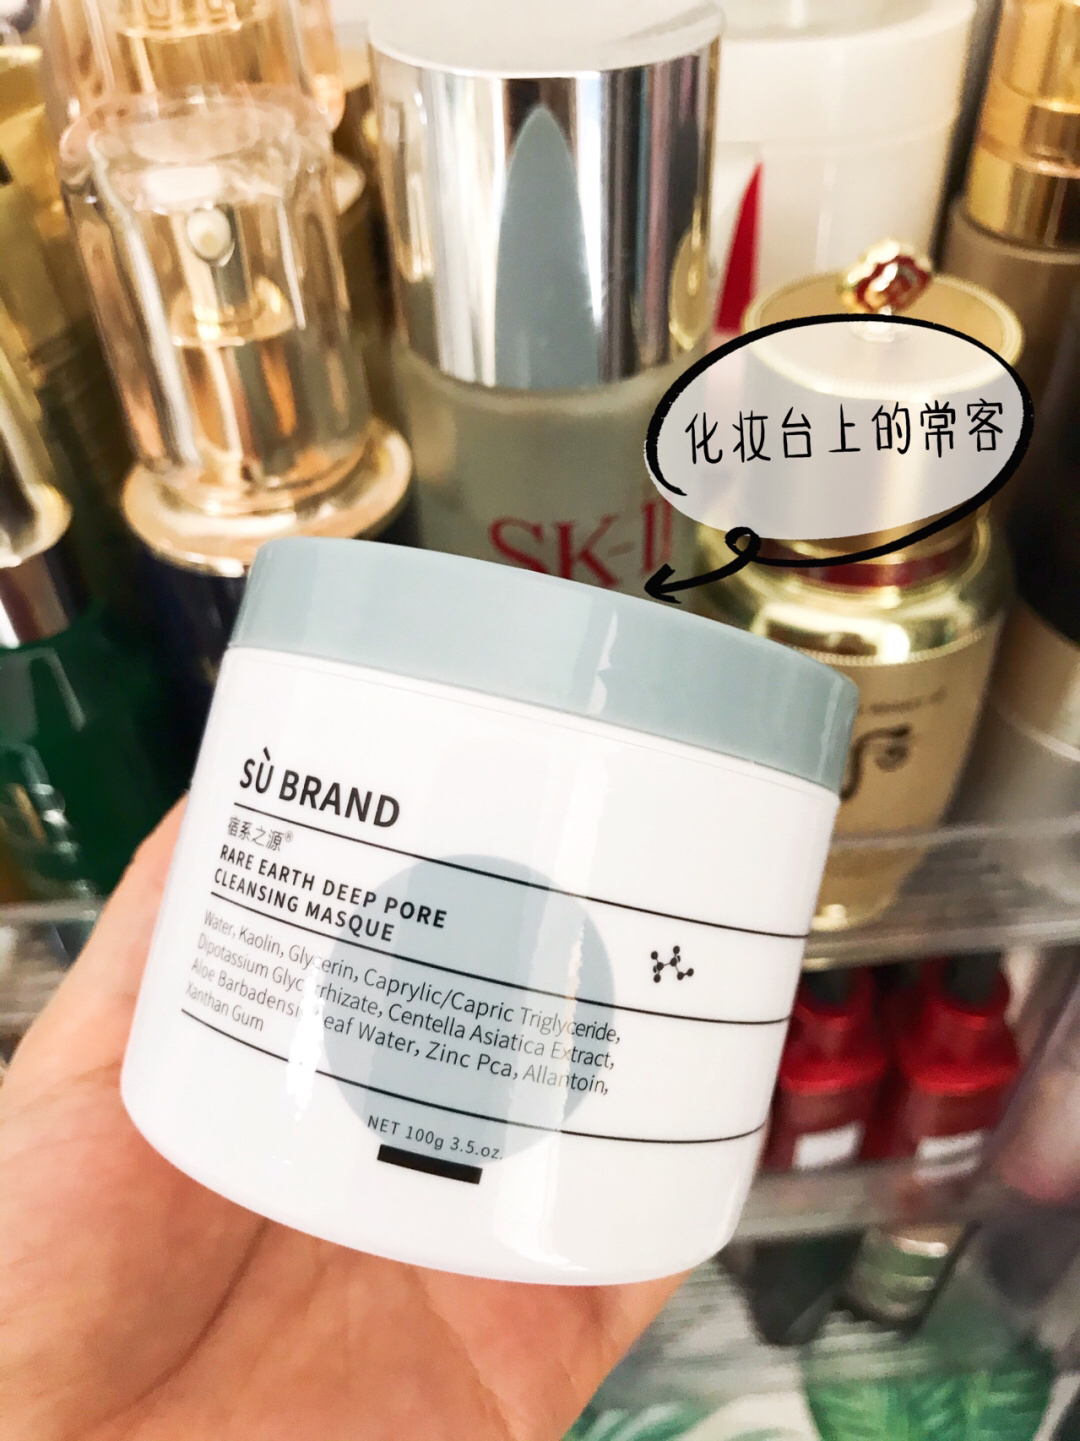 SK-II
化妆台上的常客
SÙ BRAND
宿系之源®
RARE EARTH DEEP PORE
CLEANSING MASQUE
Water, Kaolin, Glycerin, Caprylic/Capric Triglyceride,
Dipotassium Glycyrrhizate, Centella Asiatica Extract,
Aloe Barbadensis Leaf Water, Zinc Pca, Allantoin,
Xanthan Gum
NET 100g 3.5.oz.